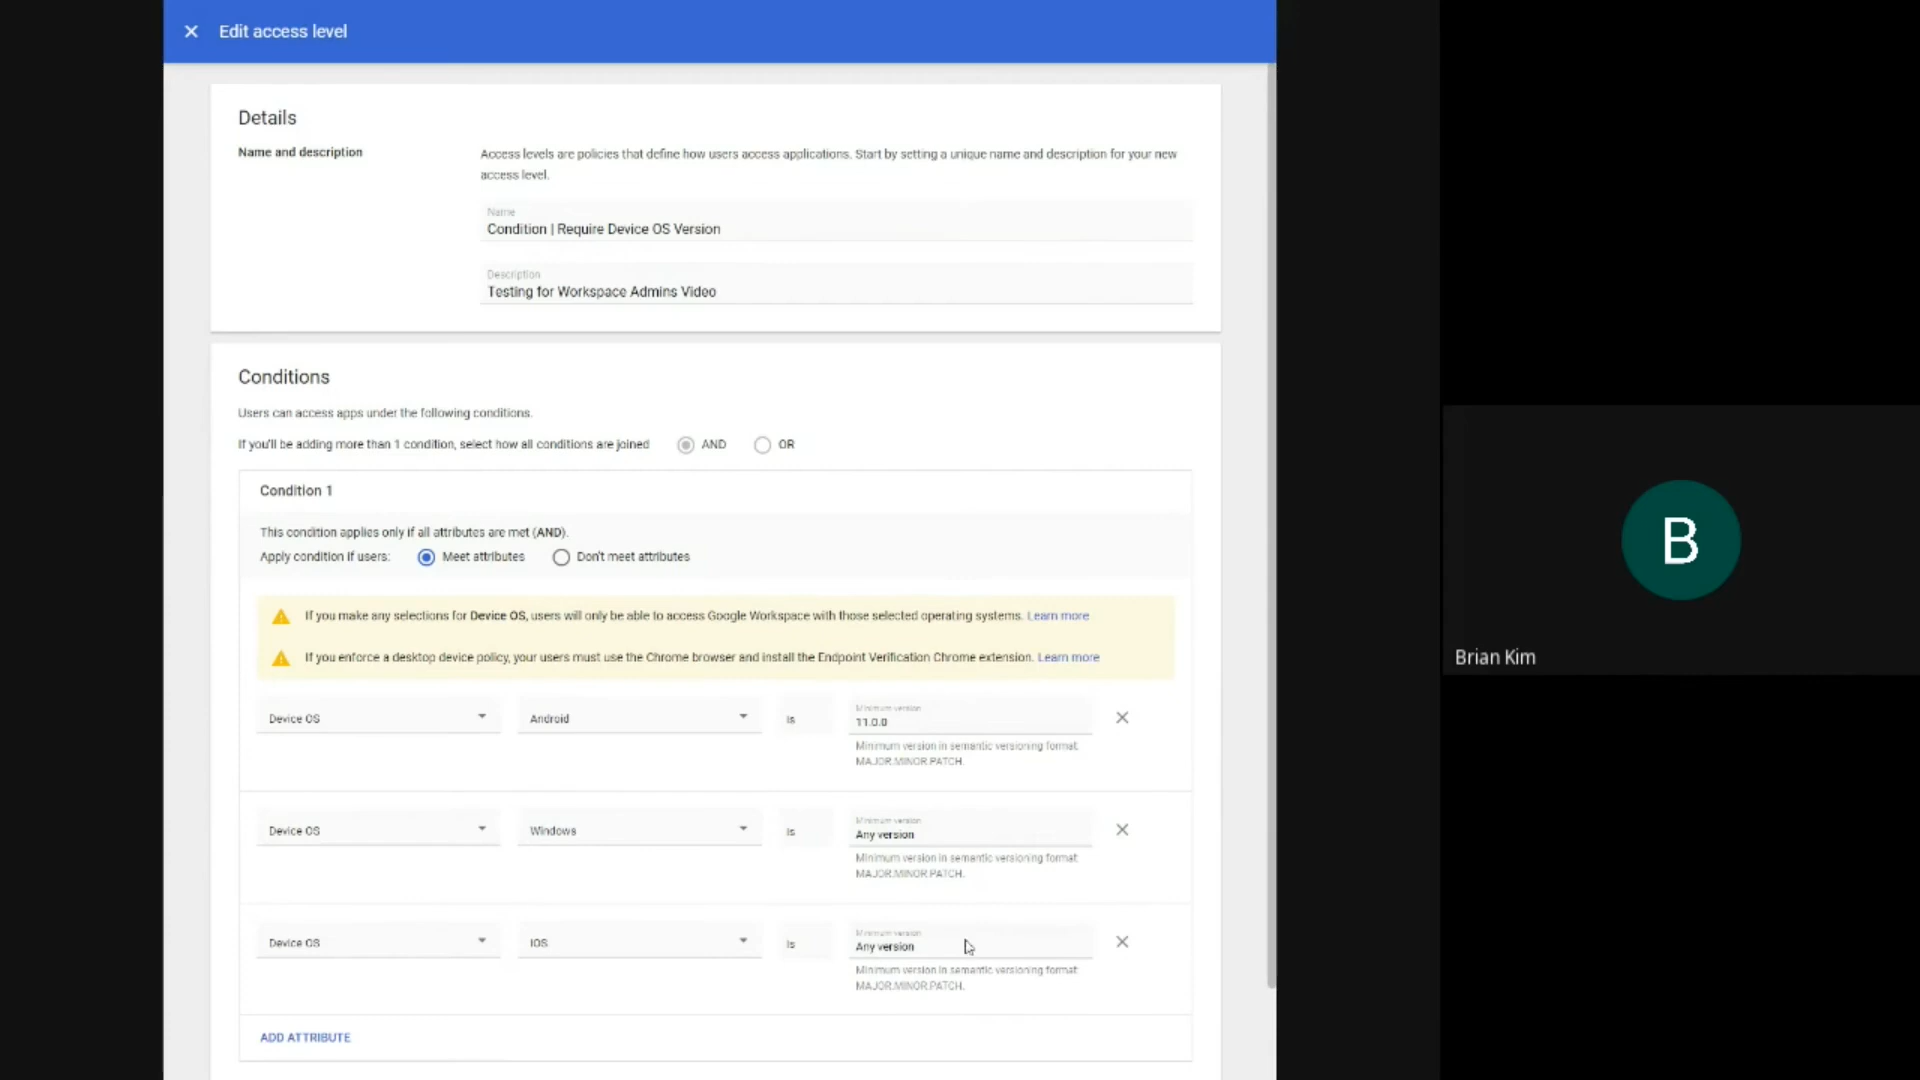 Edit access level
Details
Name and description
Access levels are policies that define how users access applications. Start by setting a unique name and description for your new
access level.
Name
Condition | Require Device OS Version
Description
Testing for Workspace Admins Video
Conditions
Users can access apps under the following conditions.
If you'll be adding more than 1 condition, select how all conditions are joined AND OR
Condition 1
This condition applies only if all attributes are met (AND).
Apply condition if users: Meet attributes Don't meet attributes
If you make any selections for Device OS, users will only be able to access Google Workspace with those selected operating systems. Learn more
If you enforce a desktop device policy, your users must use the Chrome browser and install the Endpoint Verification Chrome extension. Learn more
Minimum version
Device OS Android is 11.0.0
Minimum version in semantic versioning format.
MAJOR.MINOR.PATCH.
Minimum version
Device OS Windows is Any version
Minimum version in semantic versioning format.
MAJOR.MINOR.PATCH.
Minimum version
Device OS iOS is Any version
Minimum version in semantic versioning format.
MAJOR.MINOR.PATCH.
ADD ATTRIBUTE
B
Brian Kim